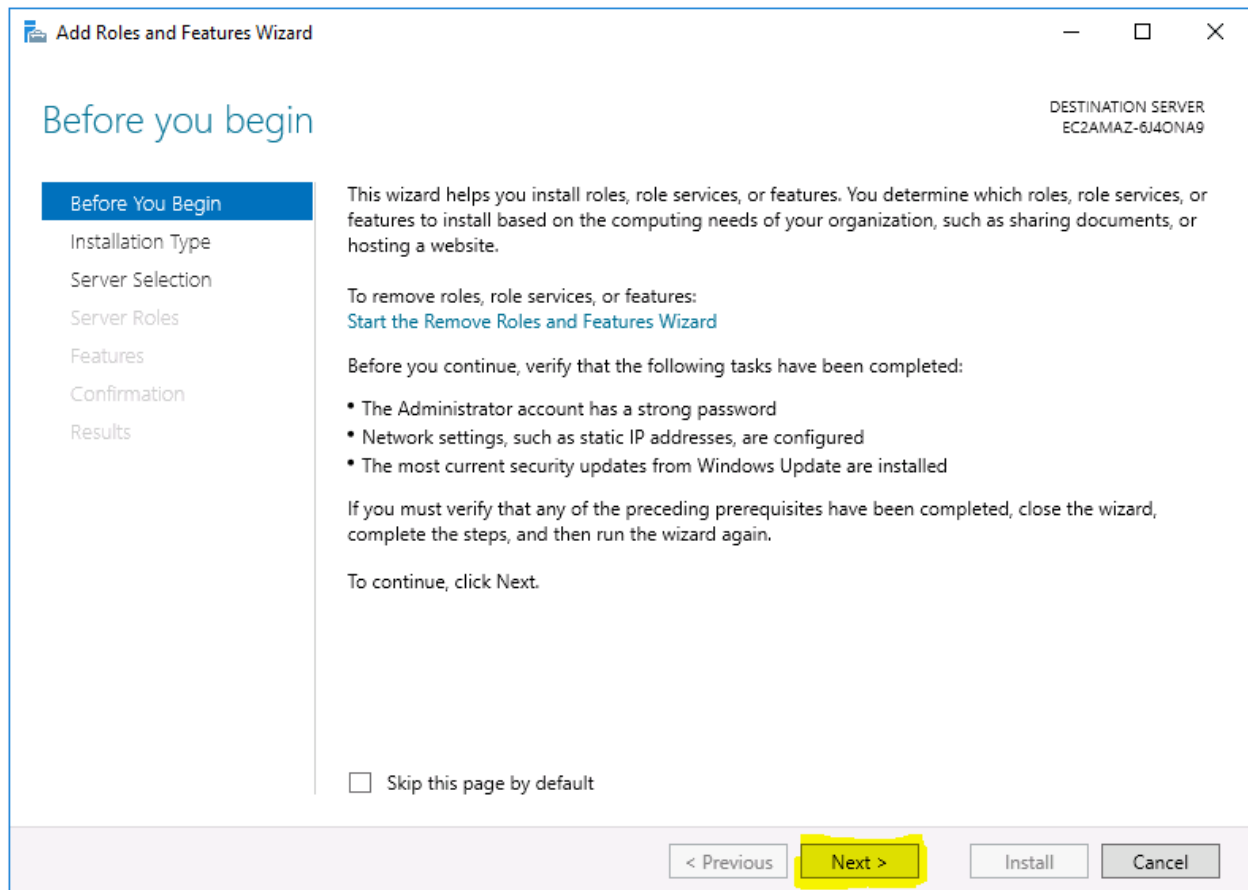 Add Roles and Features Wizard
Before you begin
DESTINATION SERVER
EC2AMAZ-6J4ONA9
Before You Begin
Installation Type
Server Selection
Server Roles
Features
Confirmation
Results
This wizard helps you install roles, role services, or features. You determine which roles, role services, or
features to install based on the computing needs of your organization, such as sharing documents, or
hosting a website.
To remove roles, role services, or features:
Start the Remove Roles and Features Wizard
Before you continue, verify that the following tasks have been completed:
• The Administrator account has a strong password
• Network settings, such as static IP addresses, are configured
• The most current security updates from Windows Update are installed
If you must verify that any of the preceding prerequisites have been completed, close the wizard,
complete the steps, and then run the wizard again.
To continue, click Next.
Skip this page by default
< Previous
Next >
Install
Cancel